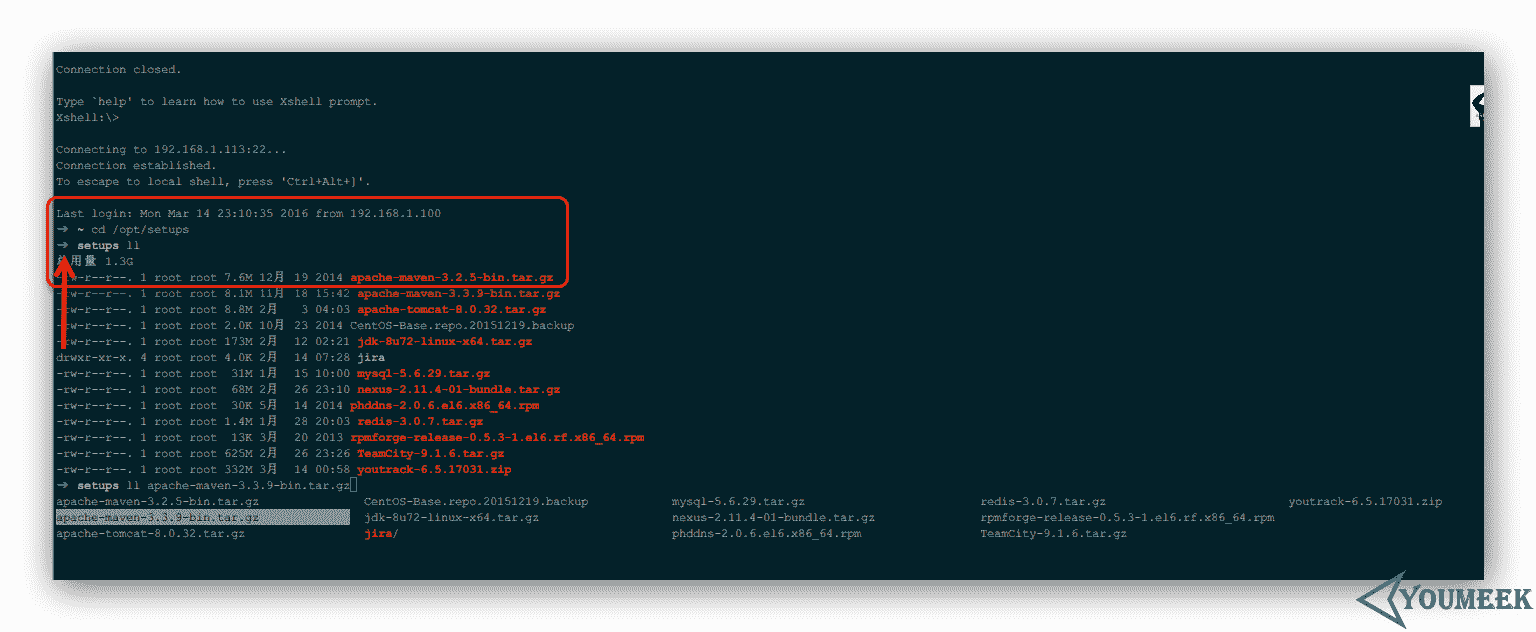 Connection closed.
Type `help' to learn how to use Xshell prompt.
Xshell:\>
Connecting to 192.168.1.113:22...
Connection established.
To escape to local shell, press 'Ctrl+Alt+]'.
Last login: Mon Mar 14 23:10:35 2016 from 192.168.1.100
→ ~ cd /opt/setups
→ setups ll
用量 1.3G
-rw-r--r--. 1 root root 7.6M 12月 19 2014 apache-maven-3.2.5-bin.tar.gz
-rw-r--r--. 1 root root 8.1M 11月 18 15:42 apache-maven-3.3.9-bin.tar.gz
-rw-r--r--. 1 root root 8.8M 2月 3 04:03 apache-tomcat-8.0.32.tar.gz
-rw-r--r--. 1 root root 2.0K 10月 23 2014 CentOS-Base.repo.20151219.backup
-rw-r--r--. 1 root root 173M 2月 12 02:21 jdk-8u72-linux-x64.tar.gz
drwxr-xr-x. 4 root root 4.0K 2月 14 07:28 jira
-rw-r--r--. 1 root root 31M 1月 15 10:00 mysql-5.6.29.tar.gz
-rw-r--r--. 1 root root 68M 2月 26 23:10 nexus-2.11.4-01-bundle.tar.gz
-rw-r--r--. 1 root root 30K 5月 14 2014 phddns-2.0.6.el6.x86_64.rpm
-rw-r--r--. 1 root root 1.4M 1月 28 20:03 redis-3.0.7.tar.gz
-rw-r--r--. 1 root root 13K 3月 20 2013 rpmforge-release-0.5.3-1.el6.rf.x86_64.rpm
-rw-r--r--. 1 root root 625M 2月 26 23:26 TeamCity-9.1.6.tar.gz
-rw-r--r--. 1 root root 332M 3月 14 00:58 youtrack-6.5.17031.zip
→ setups ll apache-maven-3.3.9-bin.tar.gz
apache-maven-3.2.5-bin.tar.gz CentOS-Base.repo.20151219.backup mysql-5.6.29.tar.gz redis-3.0.7.tar.gz youtrack-6.5.17031.zip
apache-maven-3.3.9-bin.tar.gz jdk-8u72-linux-x64.tar.gz nexus-2.11.4-01-bundle.tar.gz rpmforge-release-0.5.3-1.el6.rf.x86_64.rpm
apache-tomcat-8.0.32.tar.gz jira/ phddns-2.0.6.el6.x86_64.rpm TeamCity-9.1.6.tar.gz
YOUMEEK